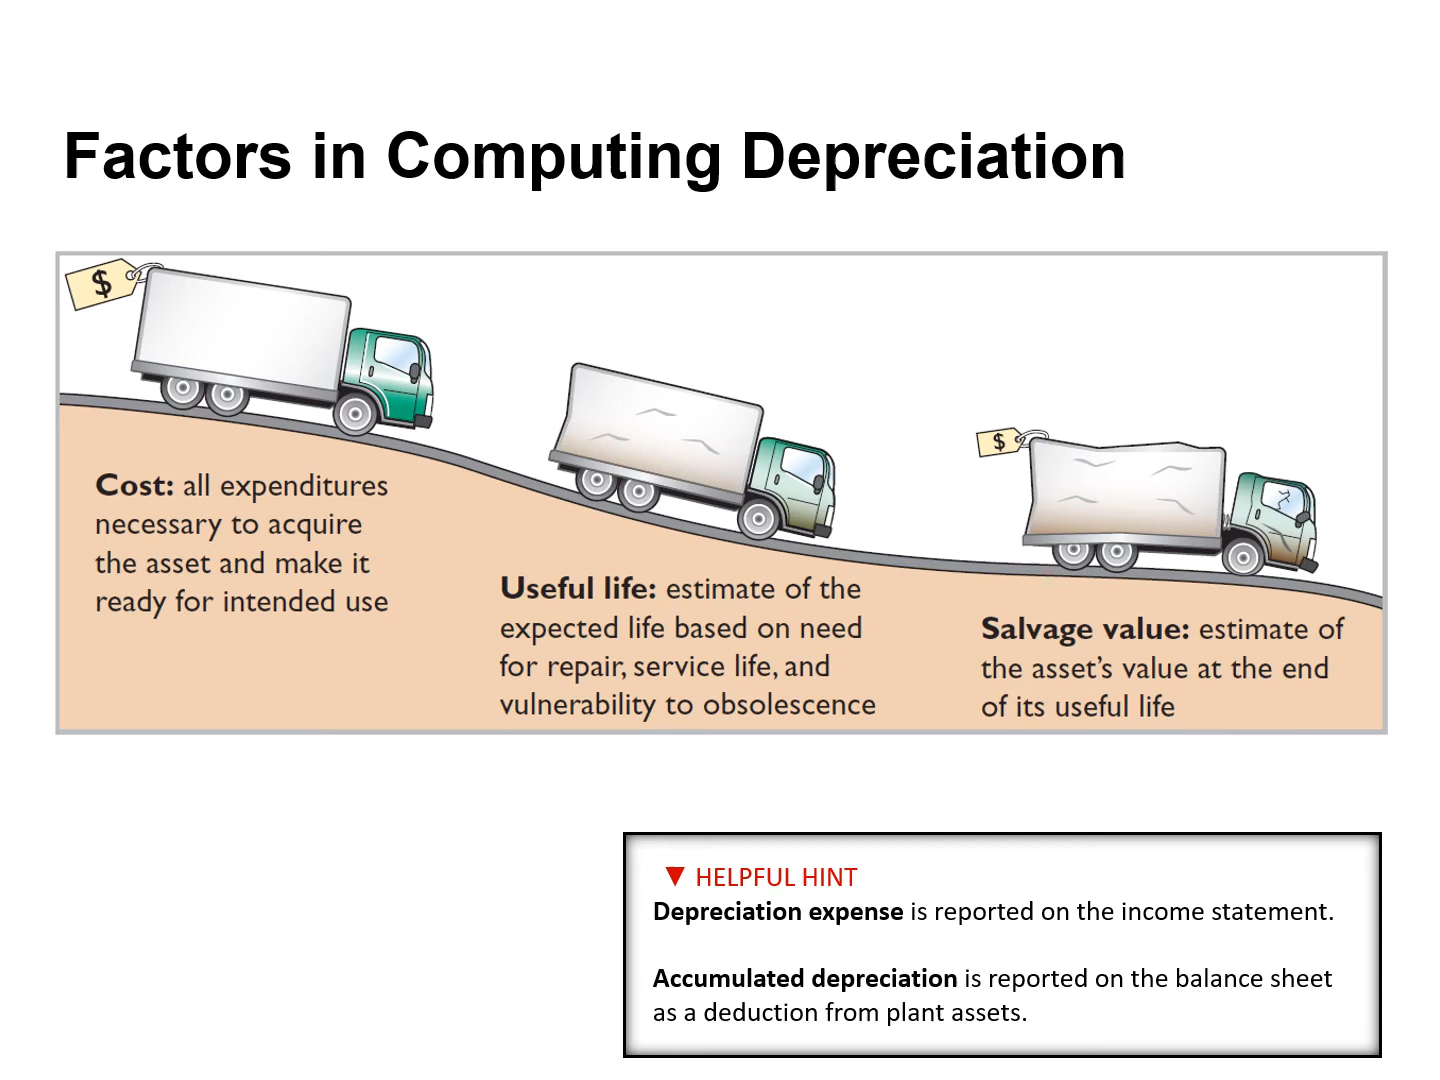 Factors in Computing Depreciation
$
$
Cost: all expenditures
necessary to acquire
the asset and make it
ready for intended use
Useful life: estimate of the
expected life based on need
for repair, service life, and
vulnerability to obsolescence
Salvage value: estimate of
the asset's value at the end
of its useful life
▼ HELPFUL HINT
Depreciation expense is reported on the income statement.
Accumulated depreciation is reported on the balance sheet
as a deduction from plant assets.